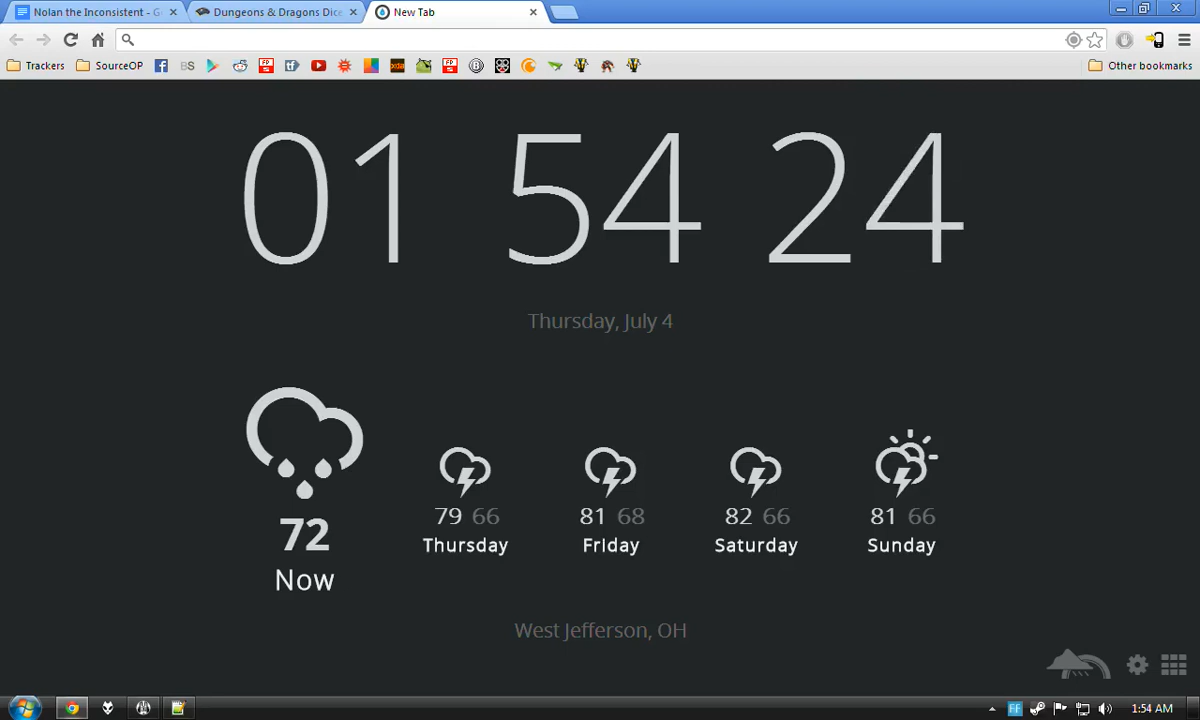 Nolan the Inconsistent - G
Dungeons & Dragons Dice
New Tab
Trackers
SourceOP
BS
Other bookmarks
01 54 24
Thursday, July 4
72
Now
79 66
Thursday
81 68
Friday
82 66
Saturday
81 66
Sunday
West Jefferson, OH
FF
1:54 AM